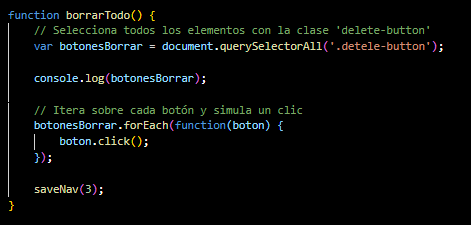 function borrarTodo() {
// Selecciona todos los elementos con la clase 'delete-button'
var botonesBorrar = document.querySelectorAll('.detele-button');
console.log(botonesBorrar);
// Itera sobre cada botón y simula un clic
botonesBorrar.forEach(function(boton) {
boton.click();
});
saveNav(3);
}